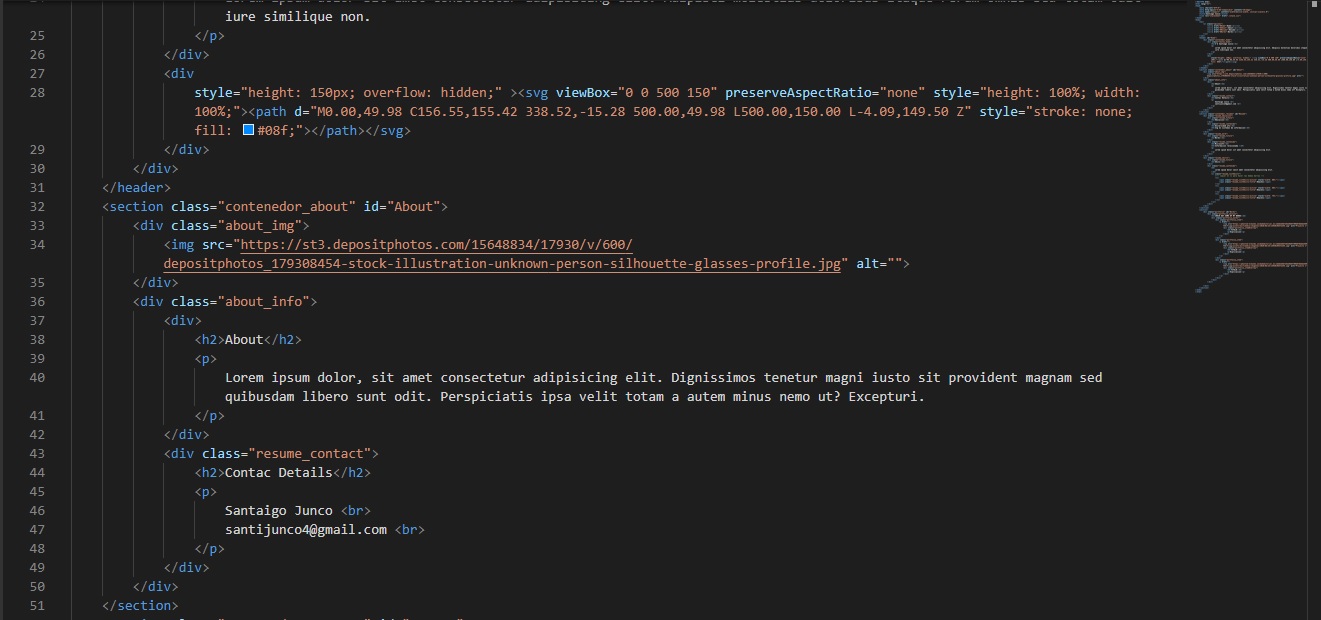 iure similique non.
25 </p>
26 </div>
27 <div
28 style="height: 150px; overflow: hidden;" ><svg viewBox="0 0 500 150" preserveAspectRatio="none" style="height: 100%; width:
100%;"><path d="M0.00,49.98 C156.55,155.42 338.52,-15.28 500.00,49.98 L500.00,150.00 L-4.09,149.50 Z" style="stroke: none;
fill: #08f;"></path></svg>
29 </div>
30 </div>
31 </header>
32 <section class="contenedor_about" id="About">
33 <div class="about_img">
34 <img src="https://st3.depositphotos.com/15648834/17930/v/600/
depositphotos_179308454-stock-illustration-unknown-person-silhouette-glasses-profile.jpg" alt="">
35 </div>
36 <div class="about_info">
37 <div>
38 <h2>About</h2>
39 <p>
40 Lorem ipsum dolor, sit amet consectetur adipisicing elit. Dignissimos tenetur magni iusto sit provident magnam sed
quibusdam libero sunt odit. Perspiciatis ipsa velit totam a autem minus nemo ut? Excepturi.
41 </p>
42 </div>
43 <div class="resume_contact">
44 <h2>Contac Details</h2>
45 <p>
46 Santaigo Junco <br>
47 santijunco4@gmail.com <br>
48 </p>
49 </div>
50 </div>
51 </section>